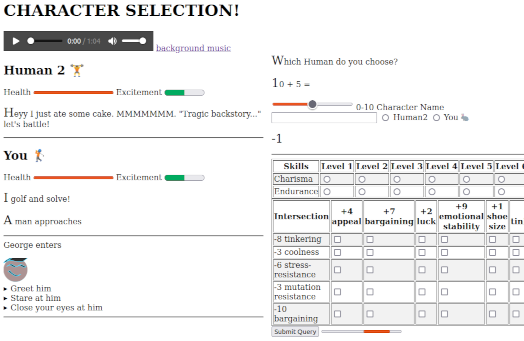 CHARACTER SELECTION!
0:00 / 1:04
background music
Human 2 🏋
Health Excitement
Heyy I just ate some cake. MMMMMMM. "Tragic backstory..."
let's battle!
You 🏌
Health Excitement
I golf and solve!
A man approaches
George enters
Greet him
Stare at him
Close your eyes at him
Which Human do you choose?
10 + 5 =
0-10 Character Name
Human2 You
-1
Skills Level 1 Level 2 Level 3 Level 4 Level 5 Level 6
Charisma
Endurance
Intersection +4 appeal +7 bargaining +2 luck +9 emotional stability +1 shoe size tin
-8 tinkering
-3 coolness
-6 stress-
resistance
-3 mutation
resistance
-10
bargaining
Submit Query